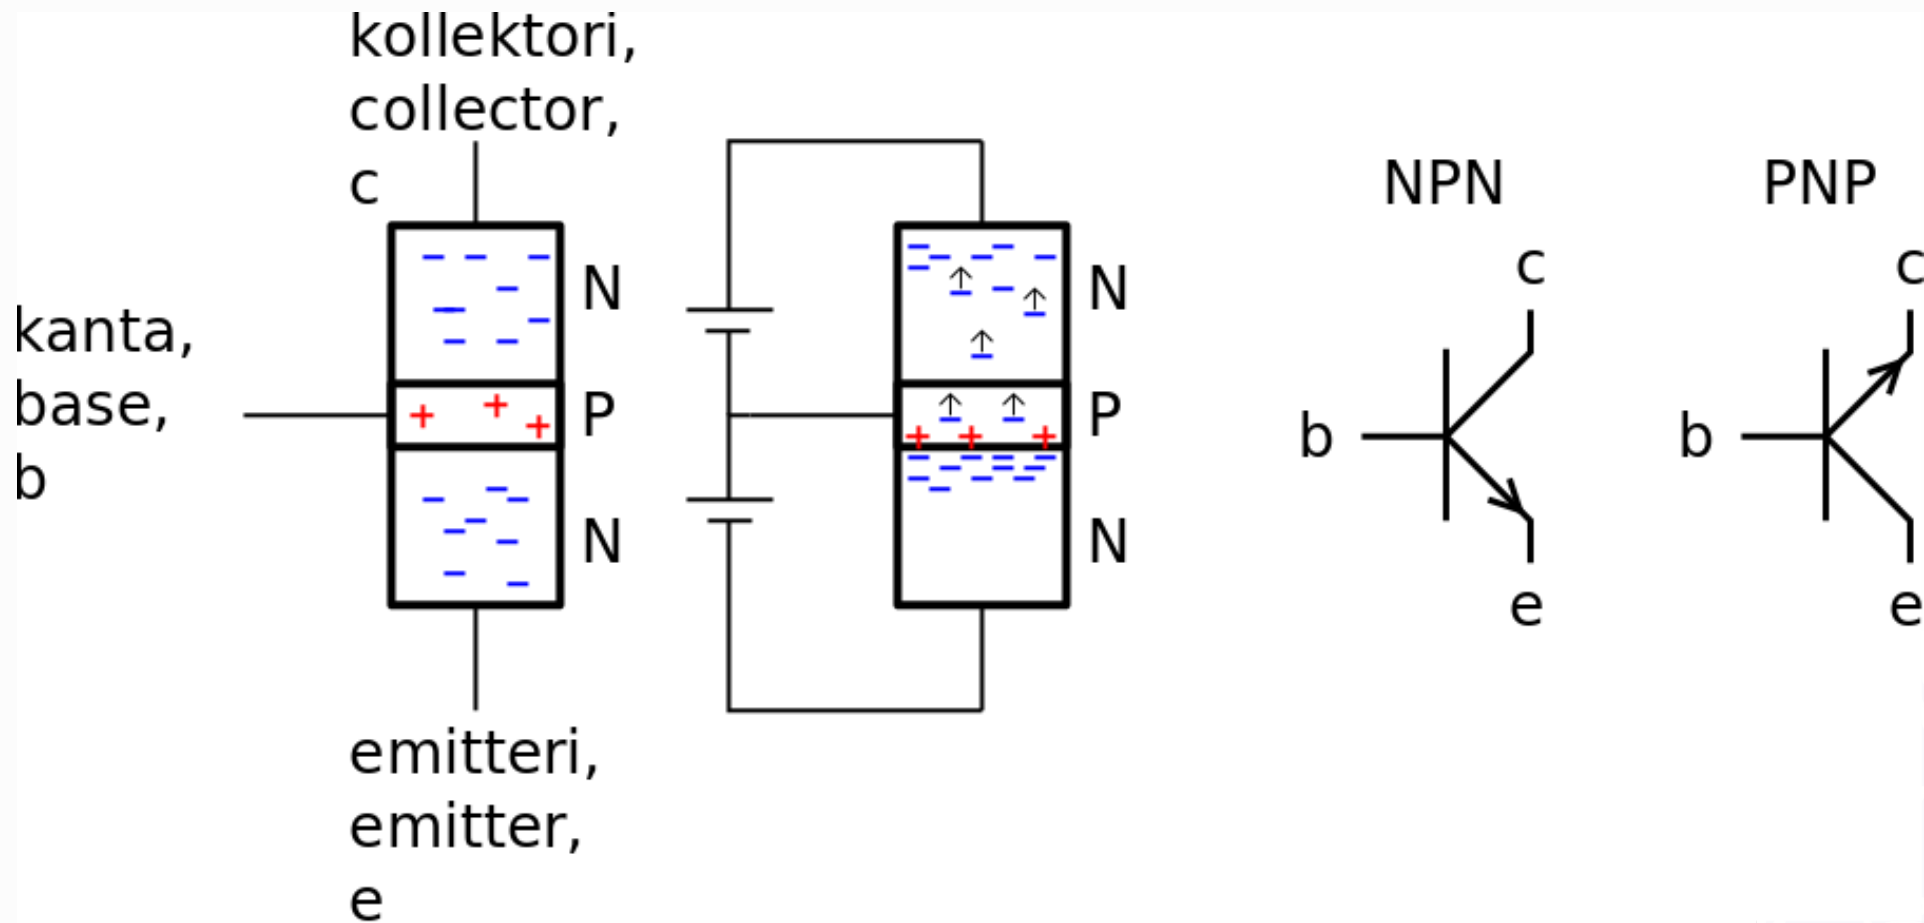 kollektori,
collector,
c
kanta,
base,
b
N
P
N
emitteri,
emitter,
e
N
P
N
NPN
c
b
e
PNP
c
b
e